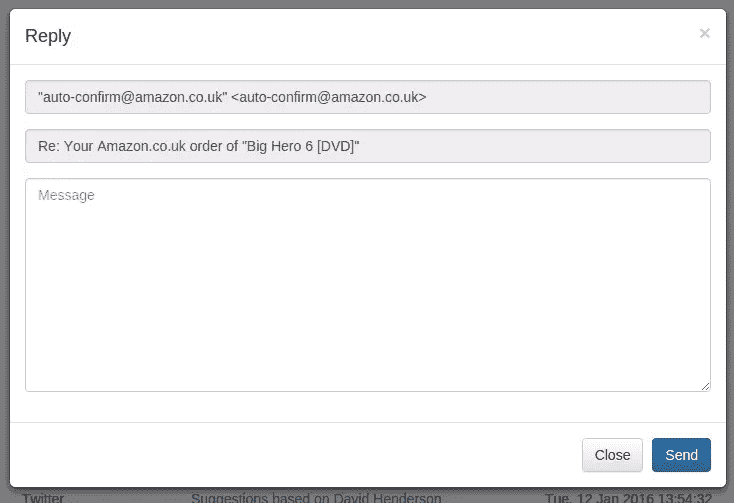 Reply
×
"auto-confirm@amazon.co.uk" <auto-confirm@amazon.co.uk>
Re: Your Amazon.co.uk order of "Big Hero 6 [DVD]"
Message
Close Send
Twitter Suggestions based on David Henderson Tue, 12 Jan 2016 13:54:32